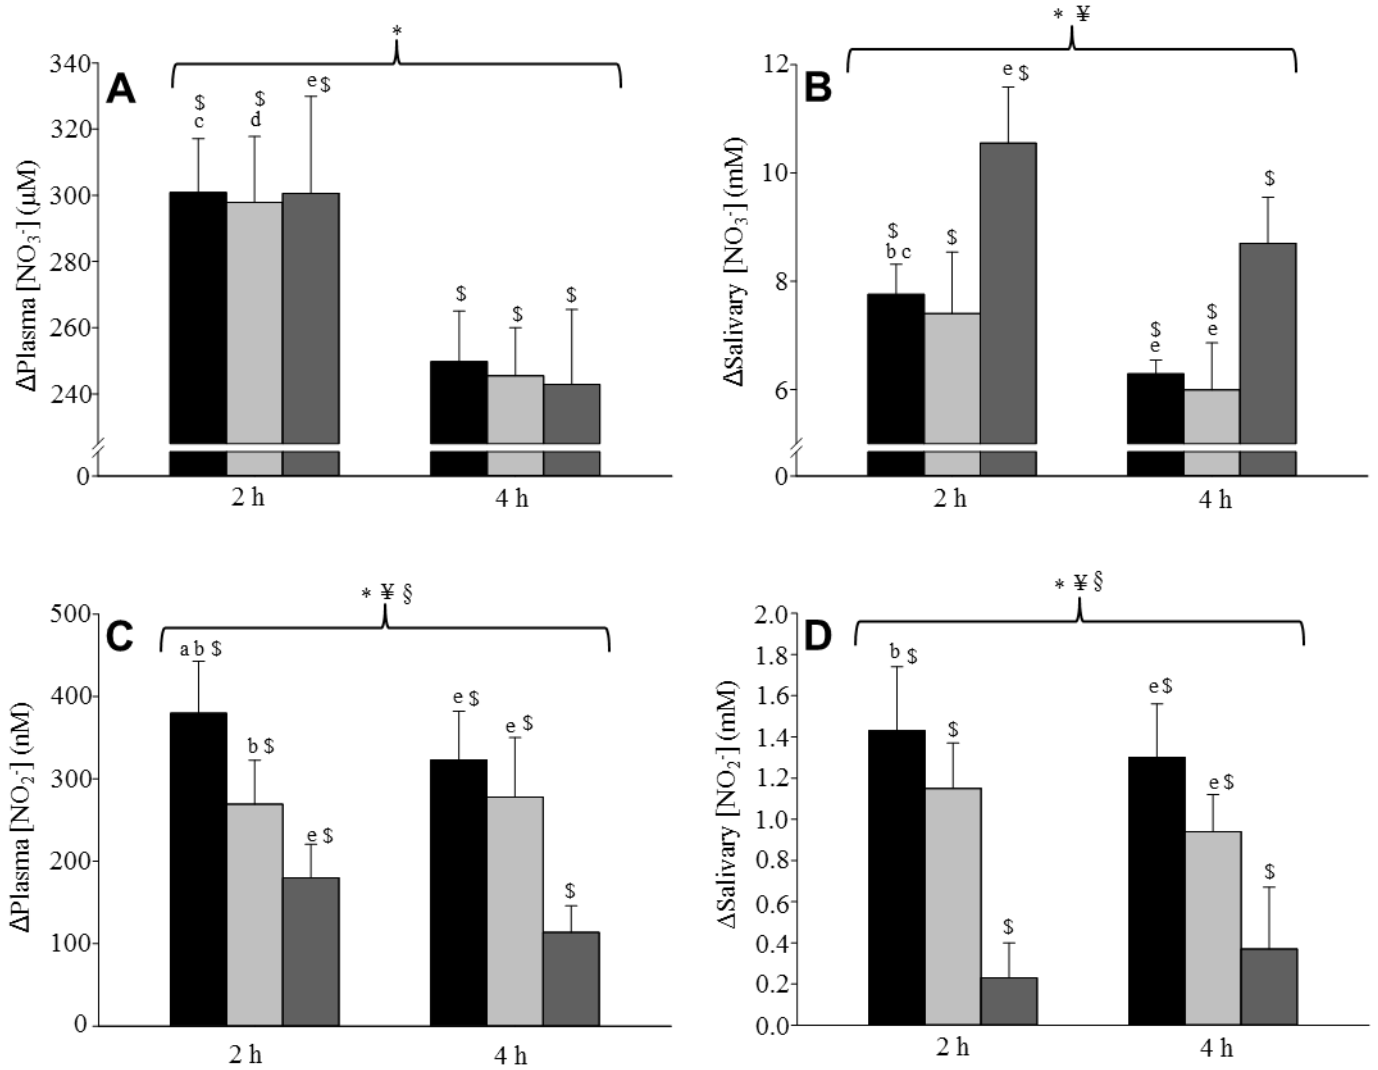 *
A
ΔPlasma [NO₃⁻] (μM)
340
320
300
280
260
240
0
$
c
$
d
e $
$
$
$
2 h
4 h
* ¥
B
ΔSalivary [NO₃⁻] (mM)
12
10
8
6
0
$
b c
$
e $
$
e
$
e
$
2 h
4 h
* ¥ §
C
ΔPlasma [NO₂⁻] (nM)
500
400
300
200
100
0
a b $
b $
e $
e $
e $
$
2 h
4 h
* ¥ §
D
ΔSalivary [NO₂⁻] (mM)
2.0
1.8
1.6
1.4
1.2
1.0
0.8
0.6
0.4
0.2
0.0
b $
$
$
e $
e $
$
2 h
4 h